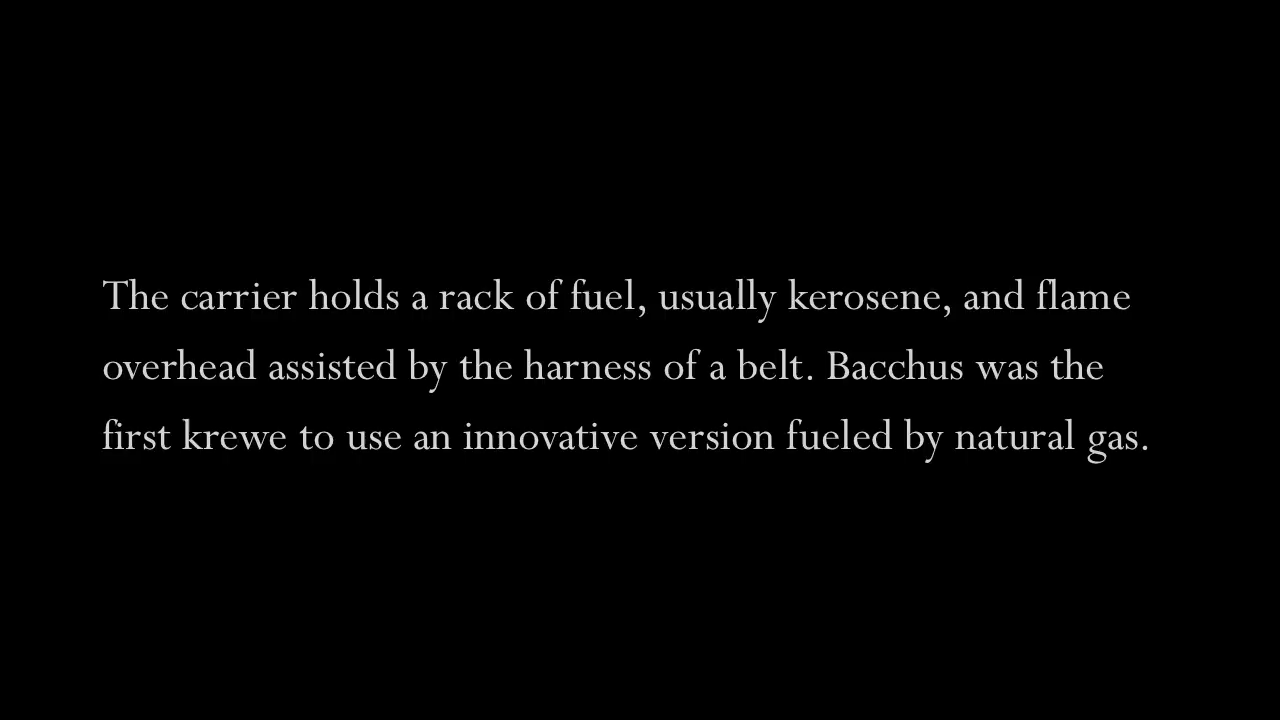 The carrier holds a rack of fuel, usually kerosene, and flame
overhead assisted by the harness of a belt. Bacchus was the
first krewe to use an innovative version fueled by natural gas.